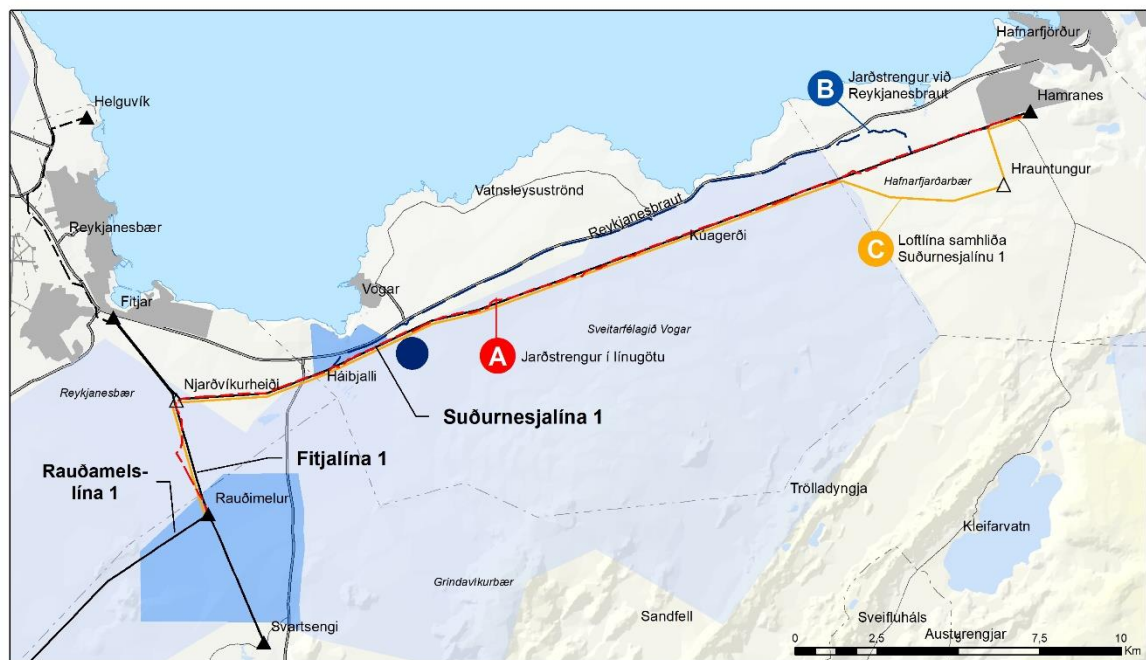 Hafnarfjörður
B
Jarðstrengur við
Reykjanesbraut
Helguvík
Hamranes
Hrauntungur
Hafnarfjarðarbær
Vatnsleysuströnd
Reykjanesbraut
Reykjanesbær
Kúagerði
C
Loftlína samhliða
Suðurnesjalínu 1
Vogar
Fitjar
Sveitarfélagið Vogar
A
Jarðstrengur í línugötu
Njarðvíkurheiði
Háibjalli
Reykjanesbær
Suðurnesjalína 1
Fitjalína 1
Rauðamels-
lína 1
Rauðimelur
Trölladyngja
Kleifarvatn
Grindavíkurbær
Sandfell
Sveifluháls
Svartsengi
Austurengjar
0 2,5 5 7.5 10
Km